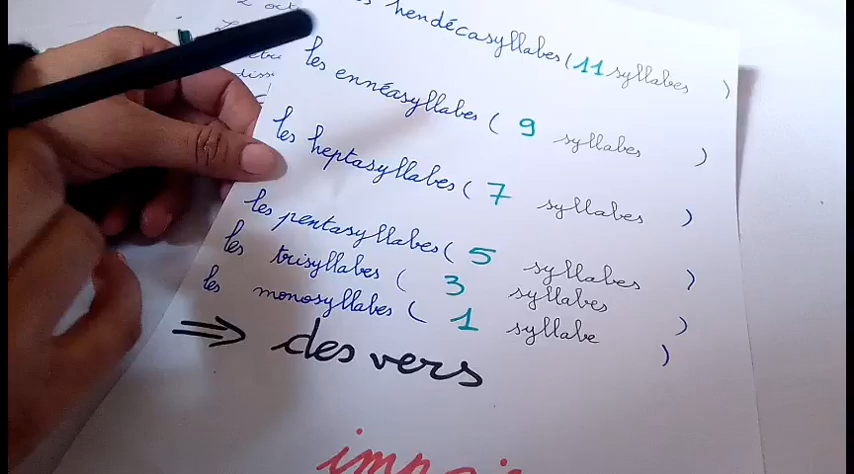 hendécasyllabes (11 syllabes )
les ennéasyllabes ( 9 syllabes )
les heptasyllabes ( 7 syllabes )
les pentasyllabes ( 5 syllabes )
les trisyllabes ( 3 syllabes )
les monosyllabes ( 1 syllabe )
⇒ des vers